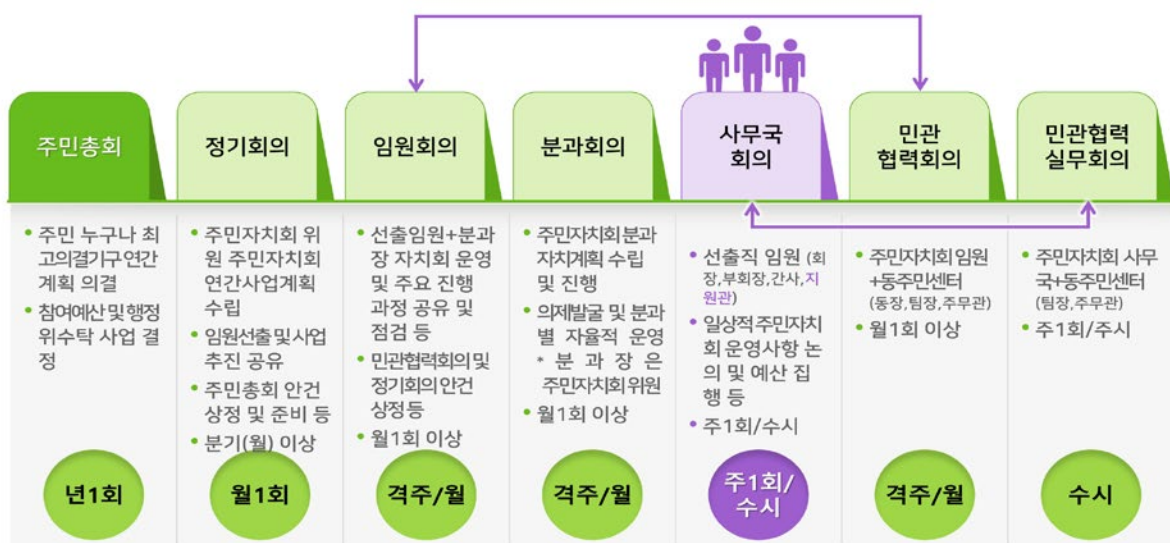 주민총회
주민 누구나 최
고의결기구 연간
계획 의결
참여예산 및 행정
위수탁 사업 결
정
년1회
정기회의
주민자치회 위
원 주민자치회
연간사업계획
수립
임원선출 및 사업
추진 공유
주민총회 안건
상정 및 준비 등
분기(월) 이상
월1회
임원회의
선출임원+분과
장 자치회 운영
및 주요 진행
과정 공유 및
점검 등
민관협력회의 및
정기회의 안건
상정 등
월1회 이상
격주/월
분과회의
주민자치회 분과
자치계획 수립
및 진행
의제발굴 및 분과
별 자율적 운영
* 분 과 장 은
주민자치회 위원
월1회 이상
격주/월
사무국
회의
선출직 임원 (회
장,부회장,간사,지
원관)
일상적 주민자치
회 운영사항 논
의 및 예산 집
행 등
주1회/수시
주1회/
수시
민관
협력회의
주민자치회 임원
+동주민센터
(동장,팀장,주무관)
월1회 이상
격주/월
민관협력
실무회의
주민자치회 사무
국+동주민센터
(팀장,주무관)
주1회/주시
수시